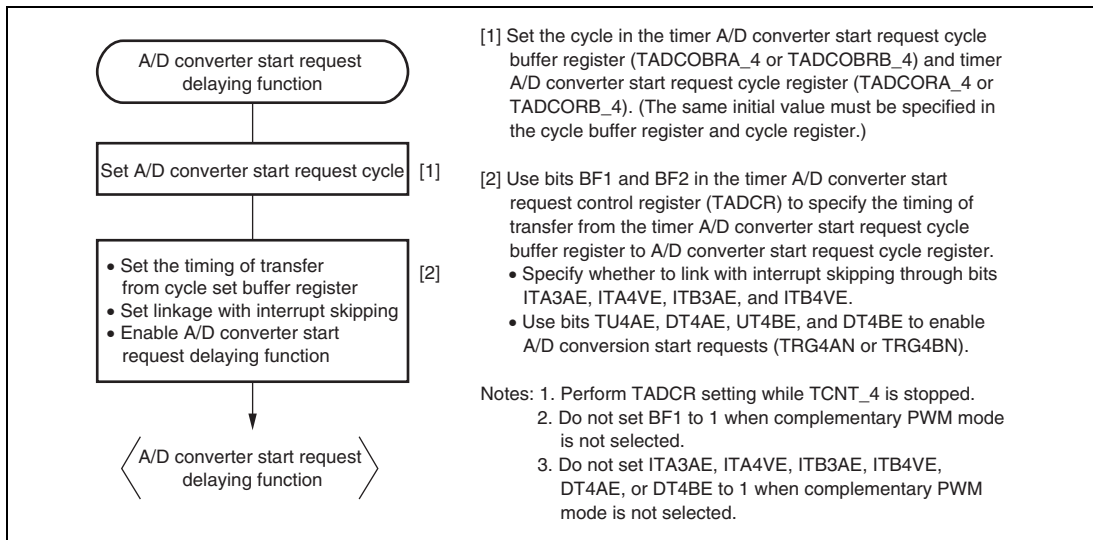 A/D converter start request
delaying function
Set A/D converter start request cycle
[1]
• Set the timing of transfer
from cycle set buffer register
• Set linkage with interrupt skipping
• Enable A/D converter start
request delaying function
[2]
A/D converter start request
delaying function
[1] Set the cycle in the timer A/D converter start request cycle
buffer register (TADCOBRA_4 or TADCOBRB_4) and timer
A/D converter start request cycle register (TADCORA_4 or
TADCORB_4). (The same initial value must be specified in
the cycle buffer register and cycle register.)
[2] Use bits BF1 and BF2 in the timer A/D converter start
request control register (TADCR) to specify the timing of
transfer from the timer A/D converter start request cycle
buffer register to A/D converter start request cycle register.
• Specify whether to link with interrupt skipping through bits
ITA3AE, ITA4VE, ITB3AE, and ITB4VE.
• Use bits TU4AE, DT4AE, UT4BE, and DT4BE to enable
A/D conversion start requests (TRG4AN or TRG4BN).
Notes: 1. Perform TADCR setting while TCNT_4 is stopped.
2. Do not set BF1 to 1 when complementary PWM mode
is not selected.
3. Do not set ITA3AE, ITA4VE, ITB3AE, ITB4VE,
DT4AE, or DT4BE to 1 when complementary PWM
mode is not selected.